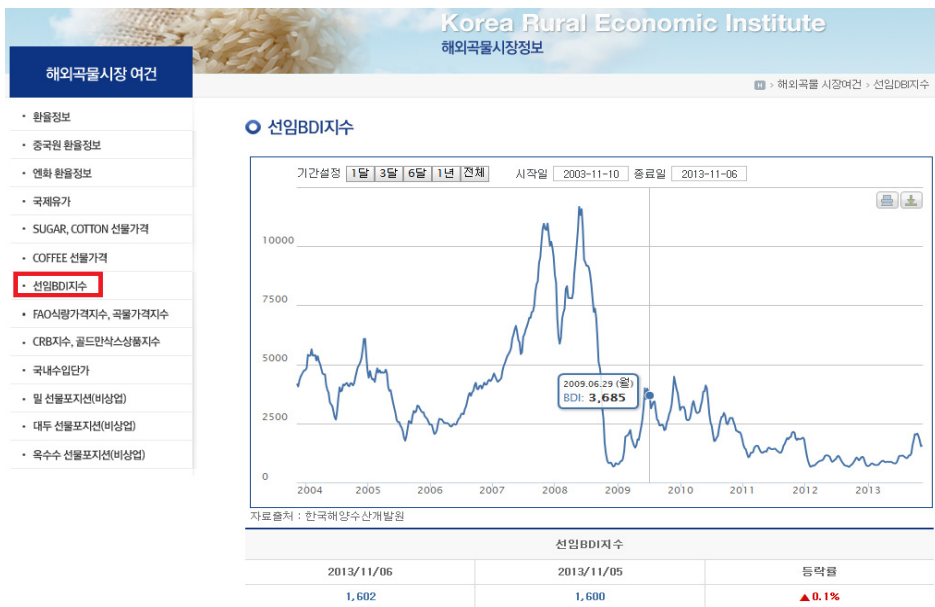 Korea Rural Economic Institute
해외곡물시장정보
해외곡물시장 여건
H > 해외곡물 시장여건 > 선임DBI지수
· 환율정보
· 중국원 환율정보
· 엔화 환율정보
· 국제유가
· SUGAR, COTTON 선물가격
· COFFEE 선물가격
· 선임BDI지수
· FAO식량가격지수, 곡물가격지수
· CRB지수, 골드만삭스상품지수
· 국내수입단가
· 밀 선물포지션(비상업)
· 대두 선물포지션(비상업)
· 옥수수 선물포지션(비상업)
선임BDI지수
기간설정 1달 3달 6달 1년 전체 시작일 2003-11-10 종료일 2013-11-06
10000
7500
5000
2500
0
2009.06.29 (월)
BDI: 3,685
2004 2005 2006 2007 2008 2009 2010 2011 2012 2013
자료출처 : 한국해양수산개발원
선임BDI지수
2013/11/06 2013/11/05 등락률
1,602 1,600 ▲0.1%